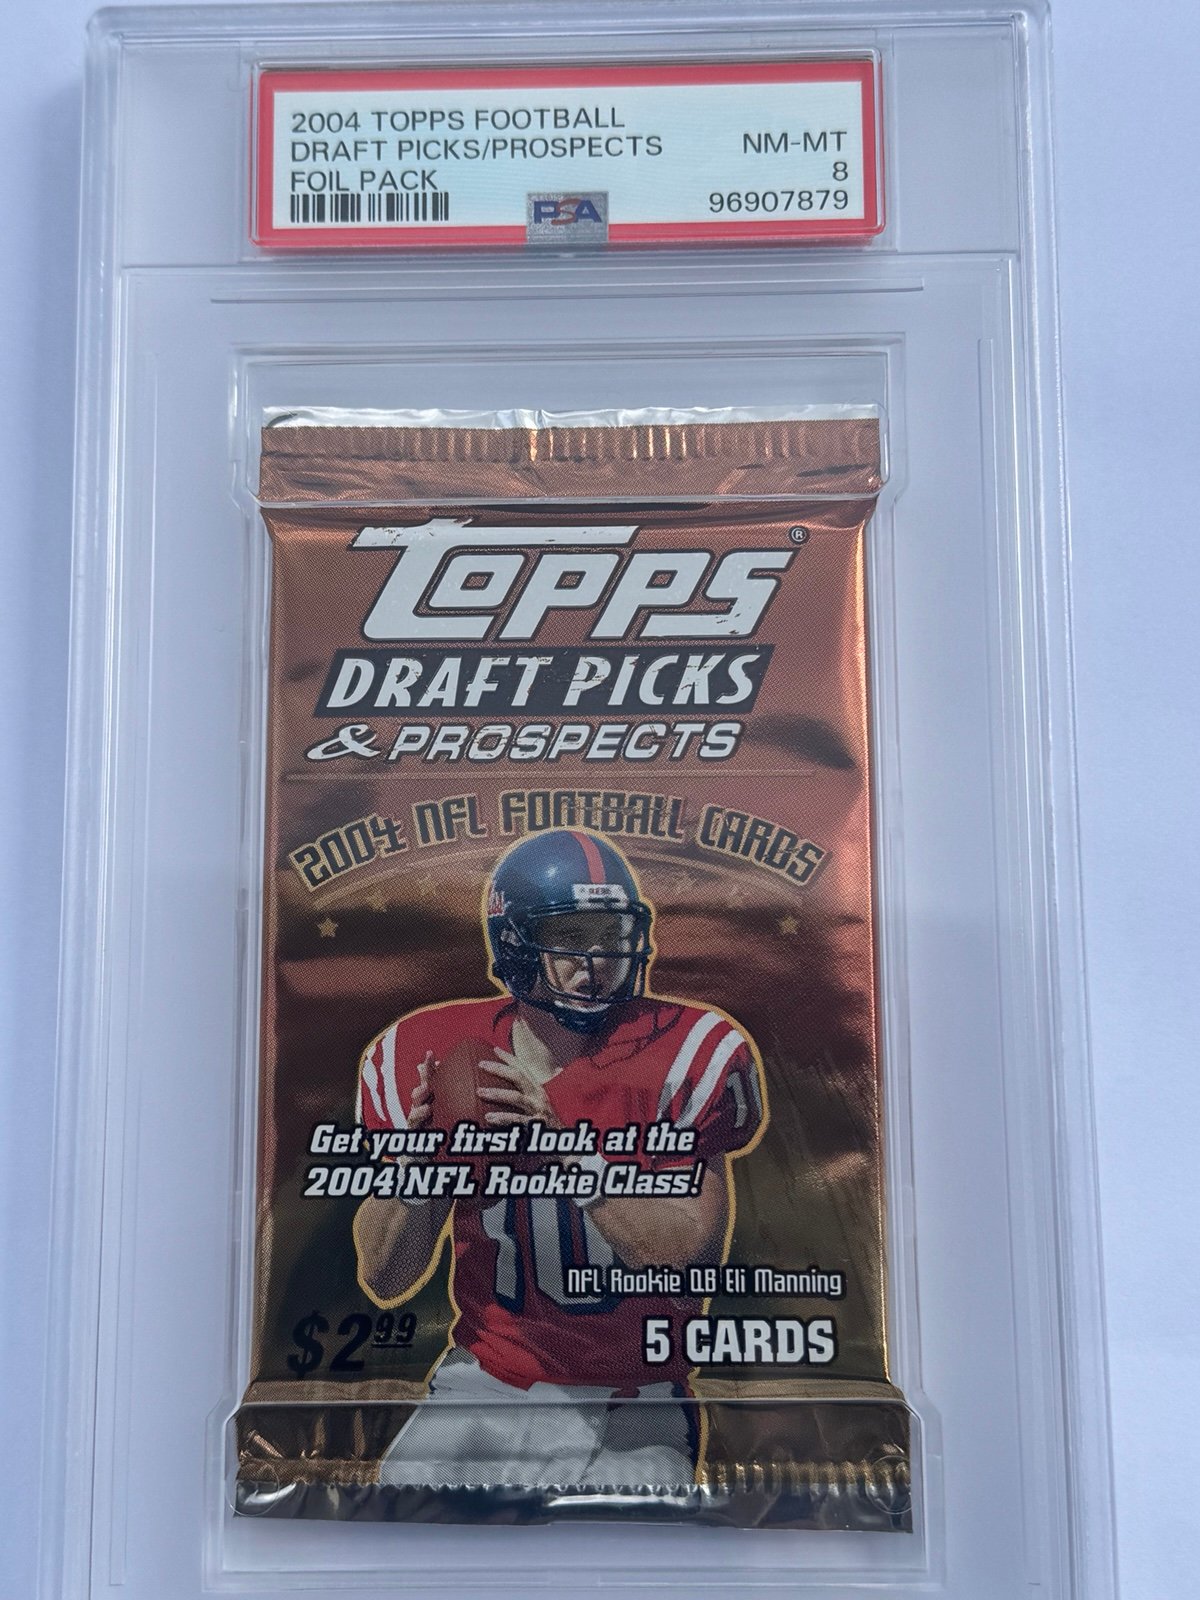 2004 TOPPS FOOTBALL
DRAFT PICKS/PROSPECTS NM-MT
FOIL PACK 8
PSA 96907879
TOPPS®
DRAFT PICKS
& PROSPECTS
2004 NFL FOOTBALL CARDS
Get your first look at the
2004 NFL Rookie Class!
10
NFL Rookie QB Eli Manning
$2.99 5 CARDS